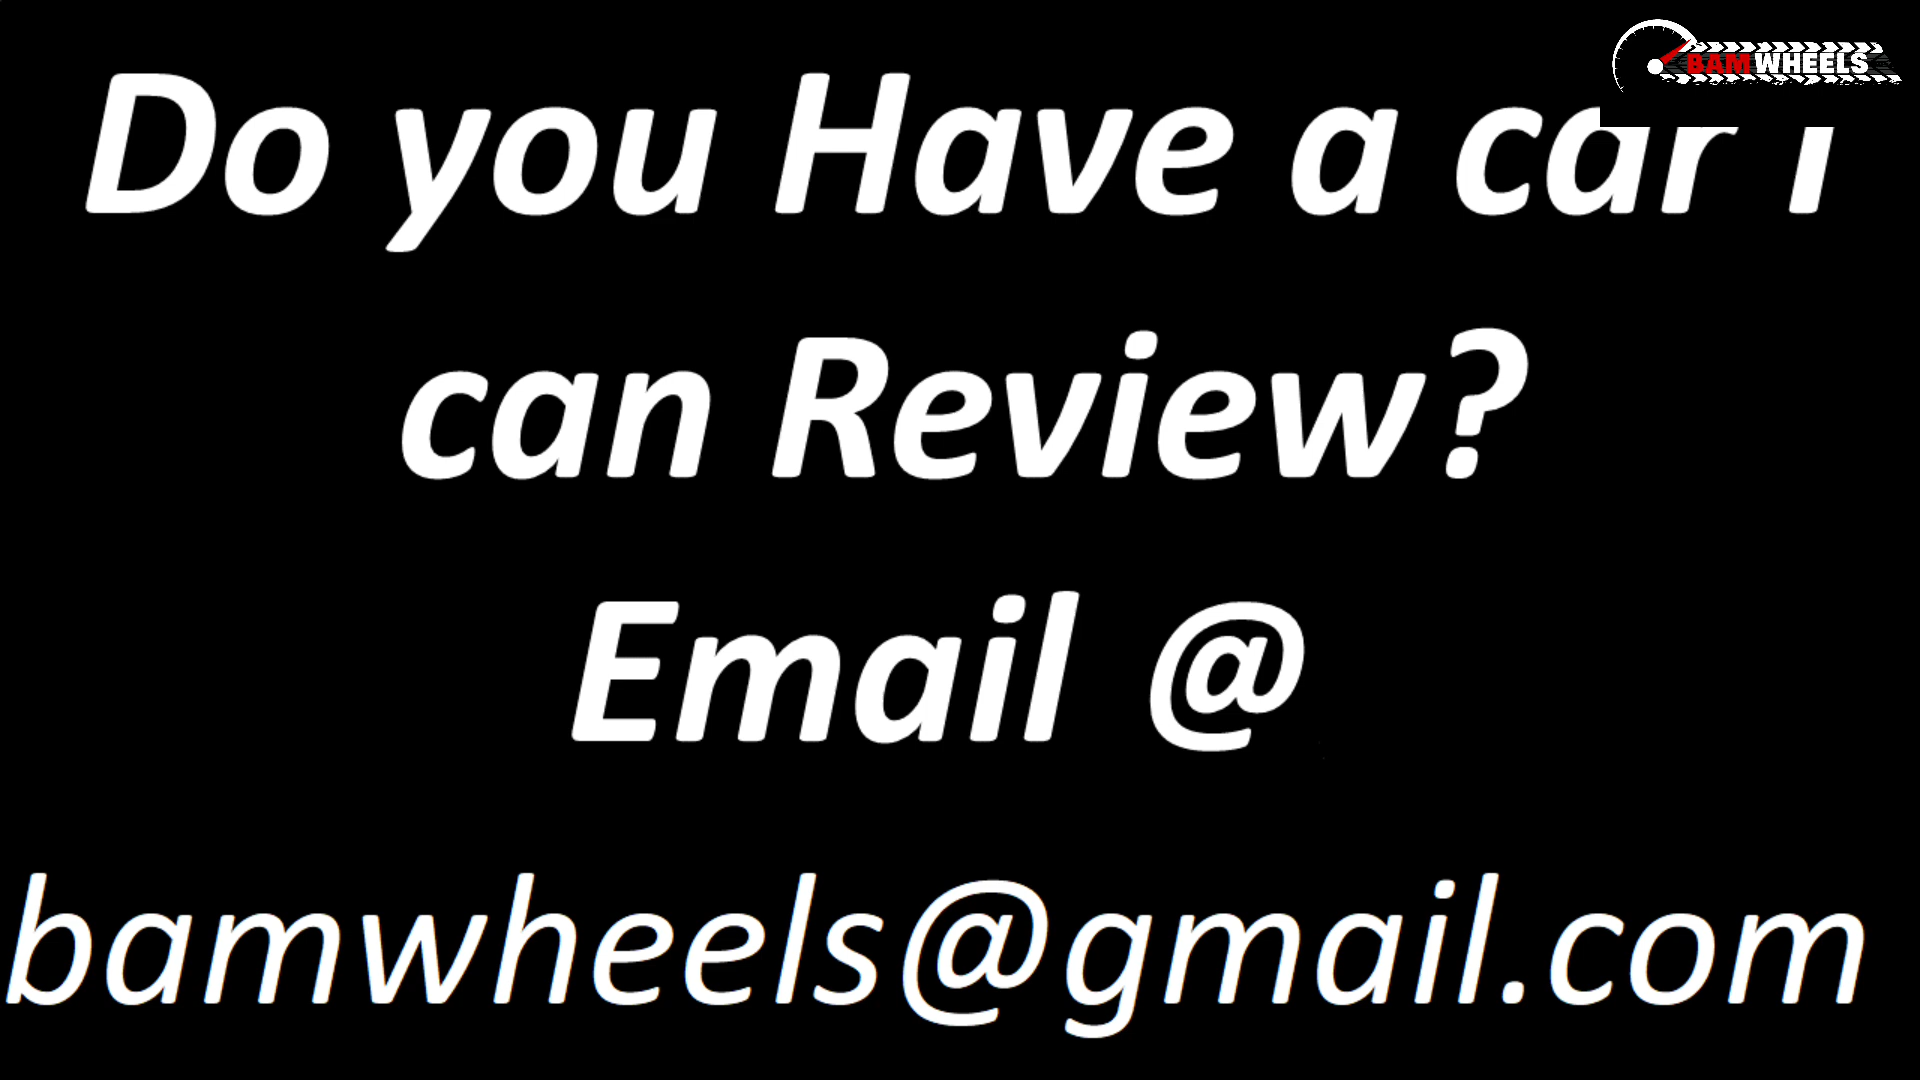 BAMWHEELS
Do you Have a car i
can Review?
Email @
bamwheels@gmail.com